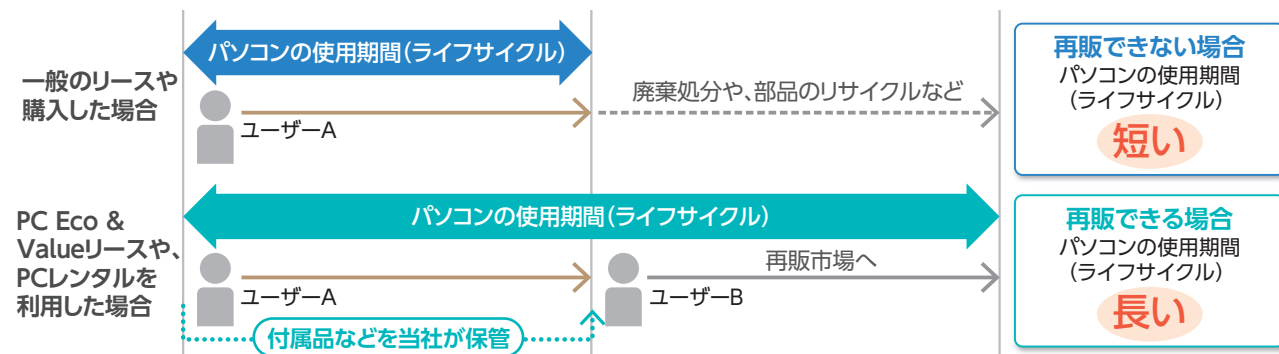 一般のリースや
購入した場合
パソコンの使用期間(ライフサイクル)
ユーザーA
廃棄処分や、部品のリサイクルなど
再販できない場合
パソコンの使用期間
(ライフサイクル)
短い
PC Eco &
Valueリースや、
PCレンタルを
利用した場合
パソコンの使用期間(ライフサイクル)
ユーザーA
付属品などを当社が保管
ユーザーB
再販市場へ
再販できる場合
パソコンの使用期間
(ライフサイクル)
長い